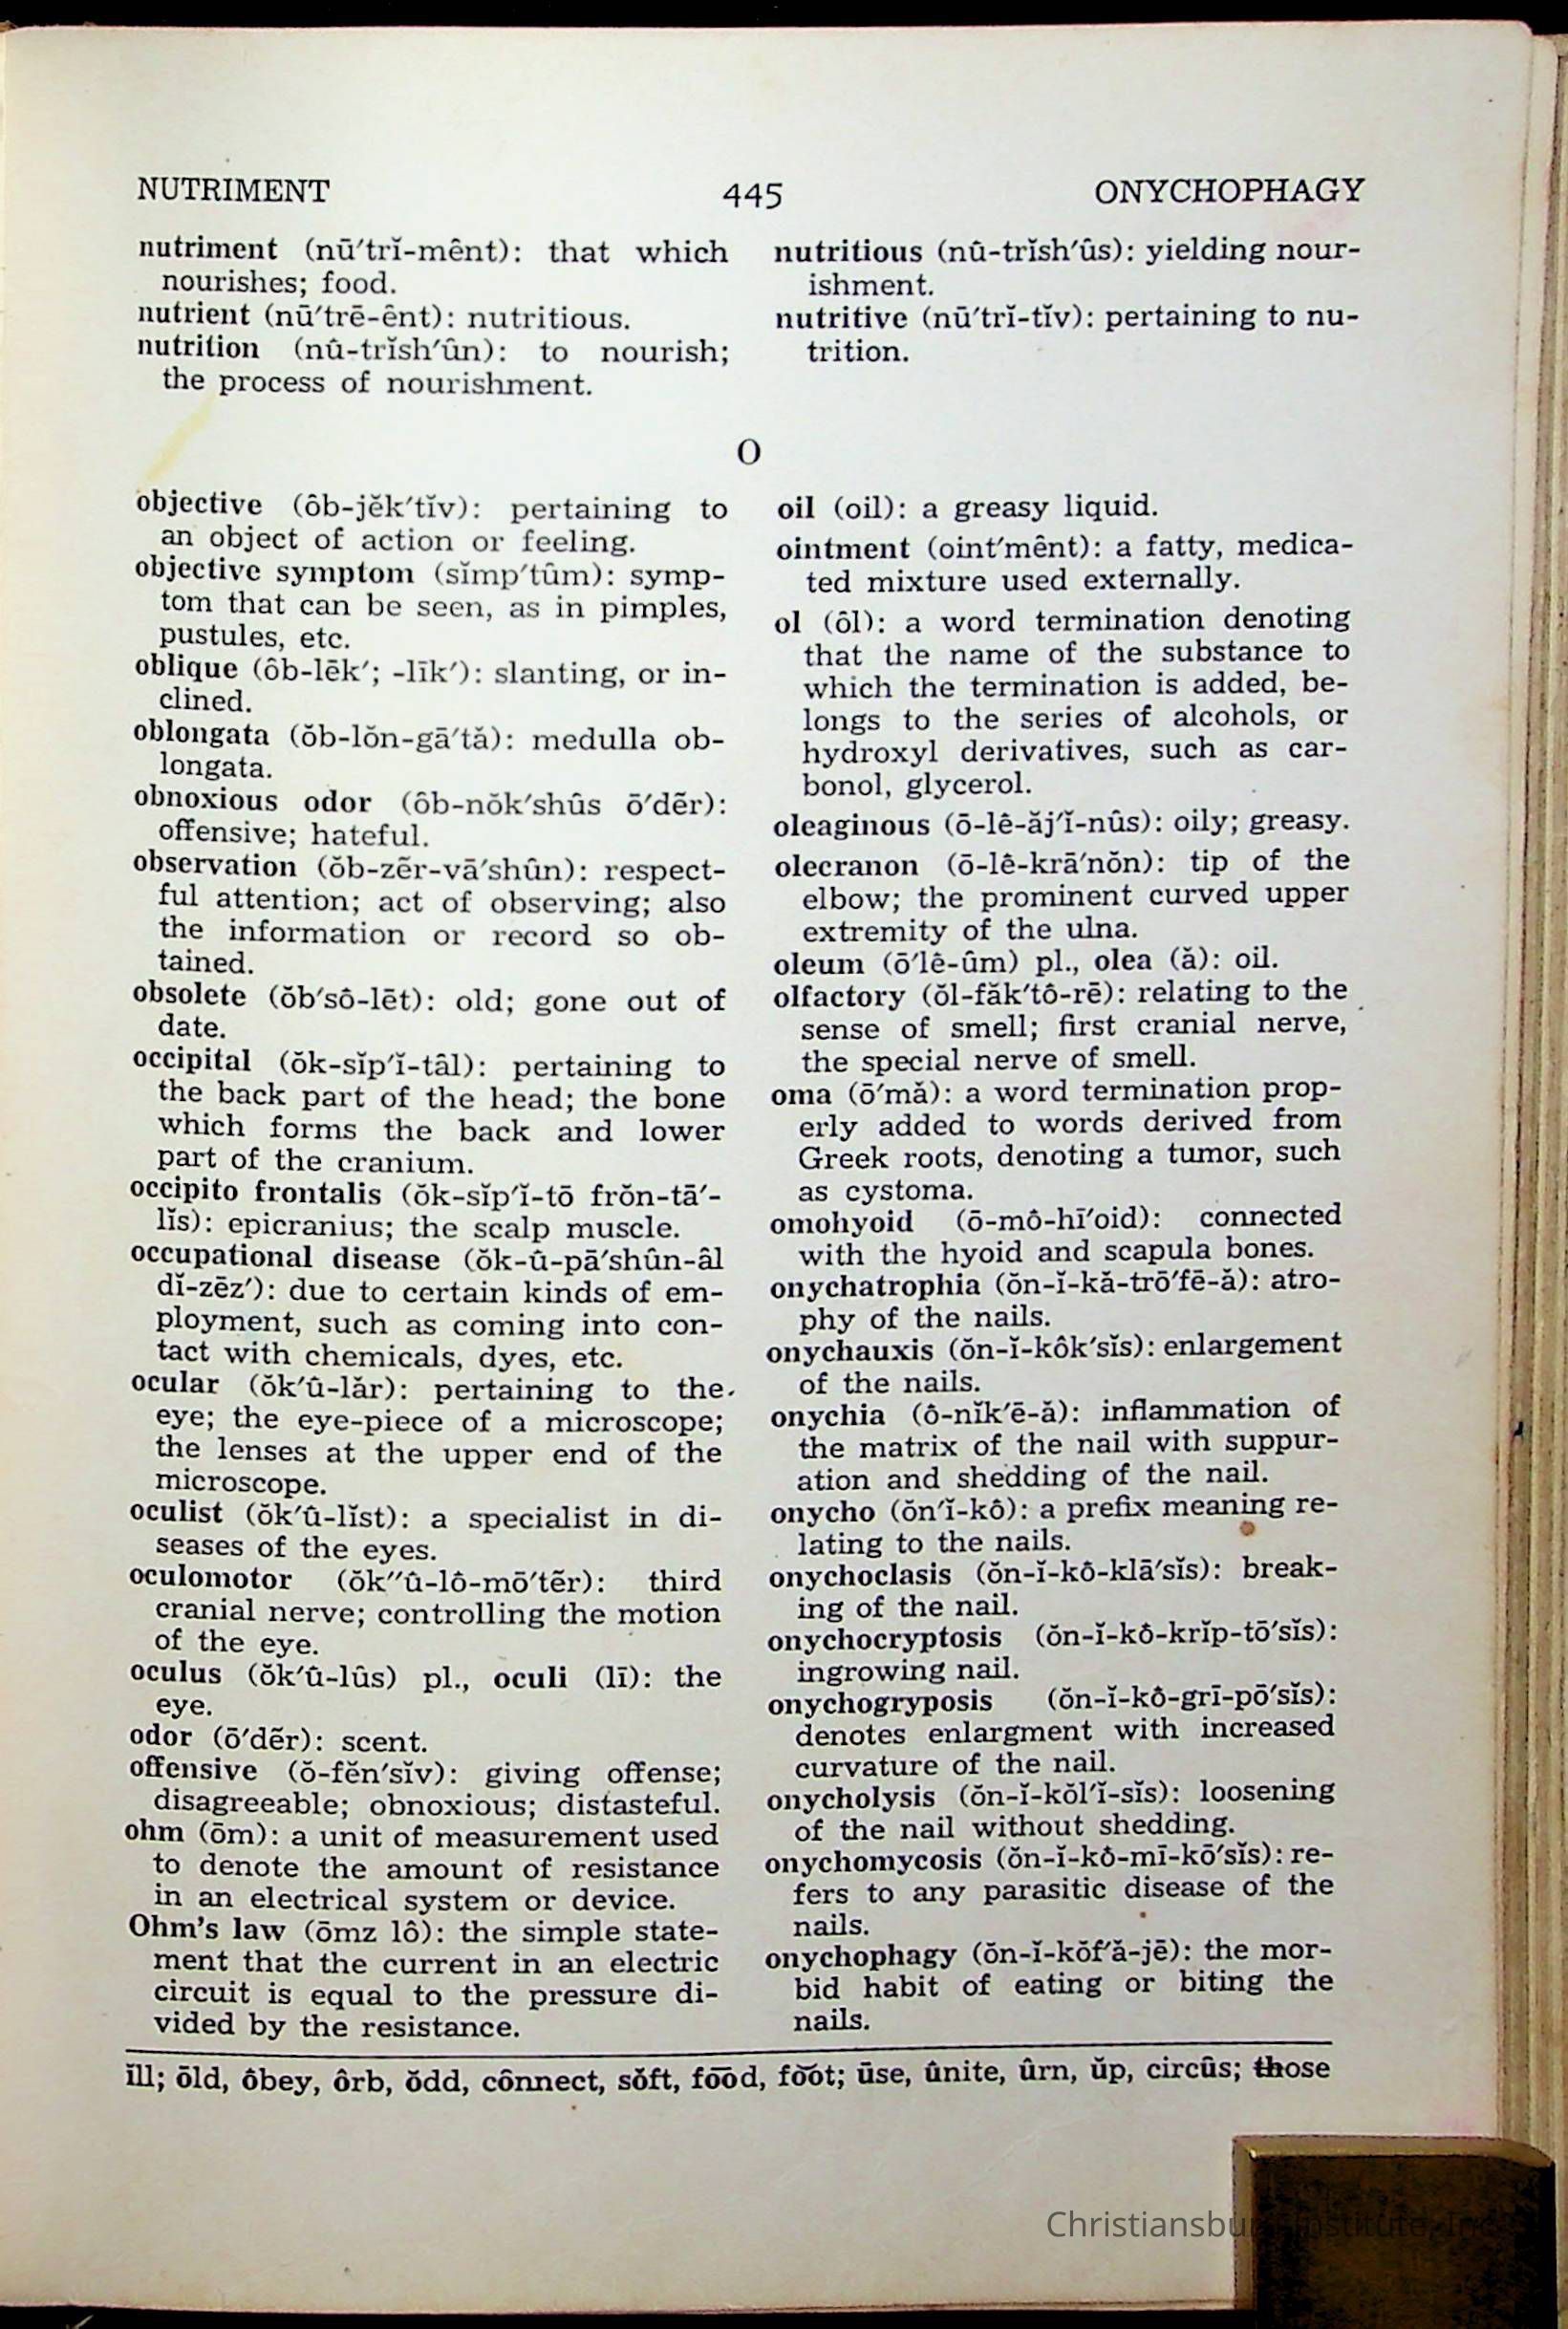 NUTRIMENT 445 ONYCHOPHAGY
nutriment (nū′trĭ-mênt): that which
nourishes; food.
nutrient (nū′trē-ênt): nutritious.
nutrition (nû-trĭsh′ûn): to nourish;
the process of nourishment.
nutritious (nû-trĭsh′ûs): yielding nour-
ishment.
nutritive (nū′trĭ-tĭv): pertaining to nu-
trition.
O
objective (ôb-jĕk′tĭv): pertaining to
an object of action or feeling.
objective symptom (sĭmp′tûm): symp-
tom that can be seen, as in pimples,
pustules, etc.
oblique (ôb-lēk′; -līk′): slanting, or in-
clined.
oblongata (ŏb-lŏn-gā′tă): medulla ob-
longata.
obnoxious odor (ôb-nŏk′shûs ō′dẽr):
offensive; hateful.
observation (ŏb-zẽr-vā′shûn): respect-
ful attention; act of observing; also
the information or record so ob-
tained.
obsolete (ŏb′sô-lēt): old; gone out of
date.
occipital (ŏk-sĭp′ĭ-tâl): pertaining to
the back part of the head; the bone
which forms the back and lower
part of the cranium.
occipito frontalis (ŏk-sĭp′ĭ-tō frŏn-tā′-
lĭs): epicranius; the scalp muscle.
occupational disease (ŏk-û-pā′shûn-âl
dĭ-zēz′): due to certain kinds of em-
ployment, such as coming into con-
tact with chemicals, dyes, etc.
ocular (ŏk′û-lăr): pertaining to the
eye; the eye-piece of a microscope;
the lenses at the upper end of the
microscope.
oculist (ŏk′û-lĭst): a specialist in di-
seases of the eyes.
oculomotor (ŏk″û-lô-mō′tẽr): third
cranial nerve; controlling the motion
of the eye.
oculus (ŏk′û-lûs) pl., oculi (lī): the
eye.
odor (ō′dẽr): scent.
offensive (ŏ-fĕn′sĭv): giving offense;
disagreeable; obnoxious; distasteful.
ohm (ōm): a unit of measurement used
to denote the amount of resistance
in an electrical system or device.
Ohm's law (ōmz lô): the simple state-
ment that the current in an electric
circuit is equal to the pressure di-
vided by the resistance.
oil (oil): a greasy liquid.
ointment (oint′mênt): a fatty, medica-
ted mixture used externally.
ol (ôl): a word termination denoting
that the name of the substance to
which the termination is added, be-
longs to the series of alcohols, or
hydroxyl derivatives, such as car-
bonol, glycerol.
oleaginous (ō-lê-ăj′ĭ-nûs): oily; greasy.
olecranon (ō-lê-krā′nŏn): tip of the
elbow; the prominent curved upper
extremity of the ulna.
oleum (ō′lê-ûm) pl., olea (ă): oil.
olfactory (ŏl-făk′tô-rē): relating to the
sense of smell; first cranial nerve,
the special nerve of smell.
oma (ō′mă): a word termination prop-
erly added to words derived from
Greek roots, denoting a tumor, such
as cystoma.
omohyoid (ō-mô-hī′oid): connected
with the hyoid and scapula bones.
onychatrophia (ŏn-ĭ-kă-trō′fē-ă): atro-
phy of the nails.
onychauxis (ŏn-ĭ-kôk′sĭs): enlargement
of the nails.
onychia (ô-nĭk′ē-ă): inflammation of
the matrix of the nail with suppur-
ation and shedding of the nail.
onycho (ŏn′ĭ-kô): a prefix meaning re-
lating to the nails.
onychoclasis (ŏn-ĭ-kô-klā′sĭs): break-
ing of the nail.
onychocryptosis (ŏn-ĭ-kô-krĭp-tō′sĭs):
ingrowing nail.
onychogryposis (ŏn-ĭ-kô-grī-pō′sĭs):
denotes enlargment with increased
curvature of the nail.
onycholysis (ŏn-ĭ-kŏl′ĭ-sĭs): loosening
of the nail without shedding.
onychomycosis (ŏn-ĭ-kô-mī-kō′sĭs): re-
fers to any parasitic disease of the
nails.
onychophagy (ŏn-ĭ-kŏf′ă-jē): the mor-
bid habit of eating or biting the
nails.
ĭll; ōld, ôbey, ôrb, ŏdd, cônnect, sŏft, fo͞od, fo͝ot; ūse, ûnite, ûrn, ŭp, circûs; those
Christiansburg Institute, Inc